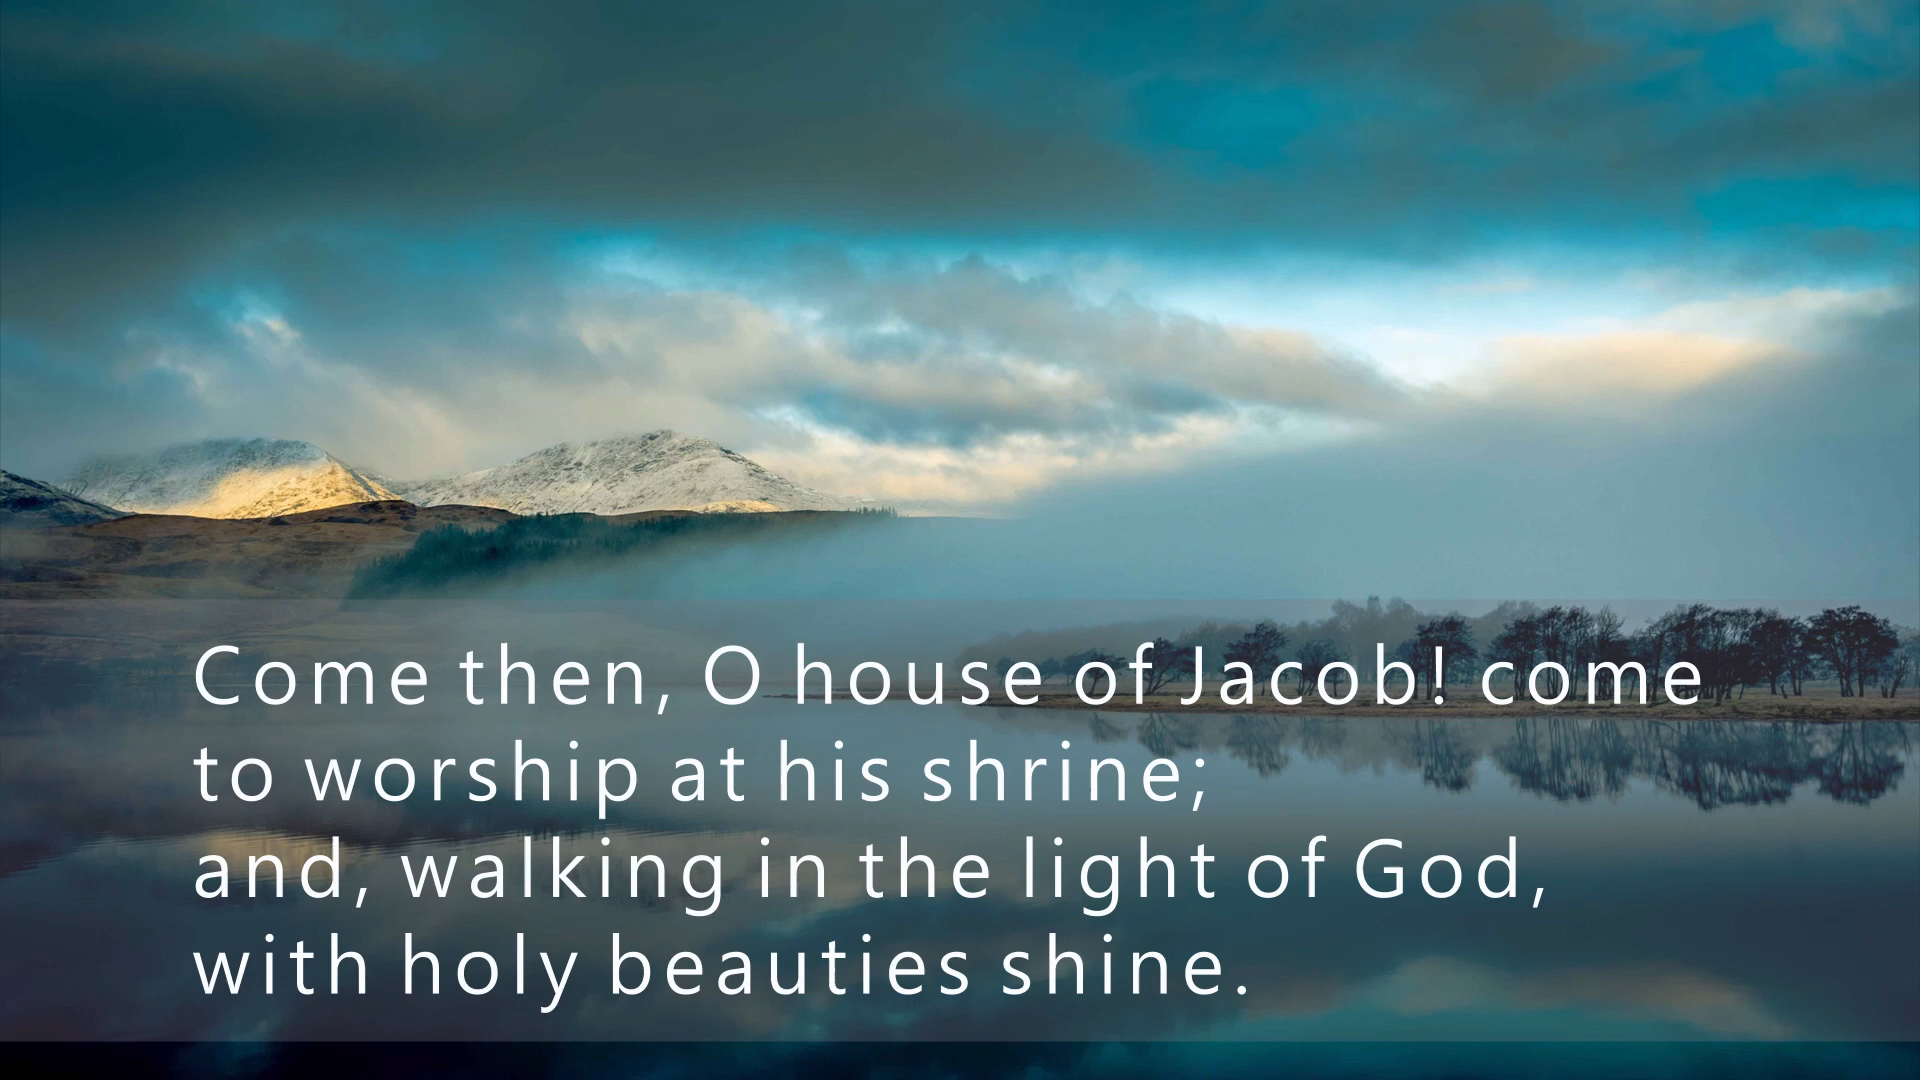 Come then, O house of Jacob! come
to worship at his shrine;
and, walking in the light of God,
with holy beauties shine.